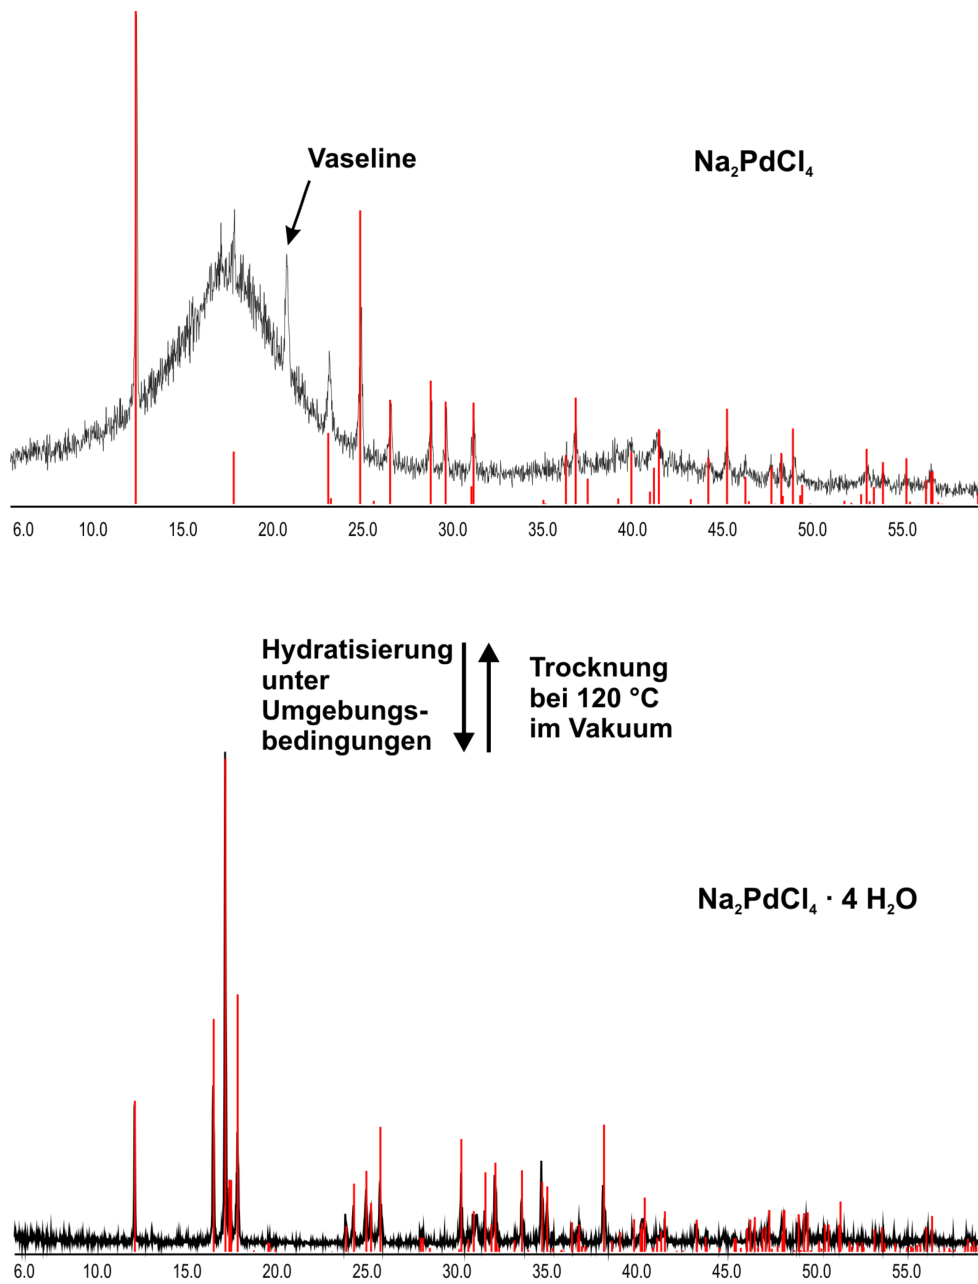 Vaseline
Na₂PdCl₄
6.0 10.0 15.0 20.0 25.0 30.0 35.0 40.0 45.0 50.0 55.0
Hydratisierung
unter
Umgebungs-
bedingungen
Trocknung
bei 120 °C
im Vakuum
Na₂PdCl₄ · 4 H₂O
6.0 10.0 15.0 20.0 25.0 30.0 35.0 40.0 45.0 50.0 55.0